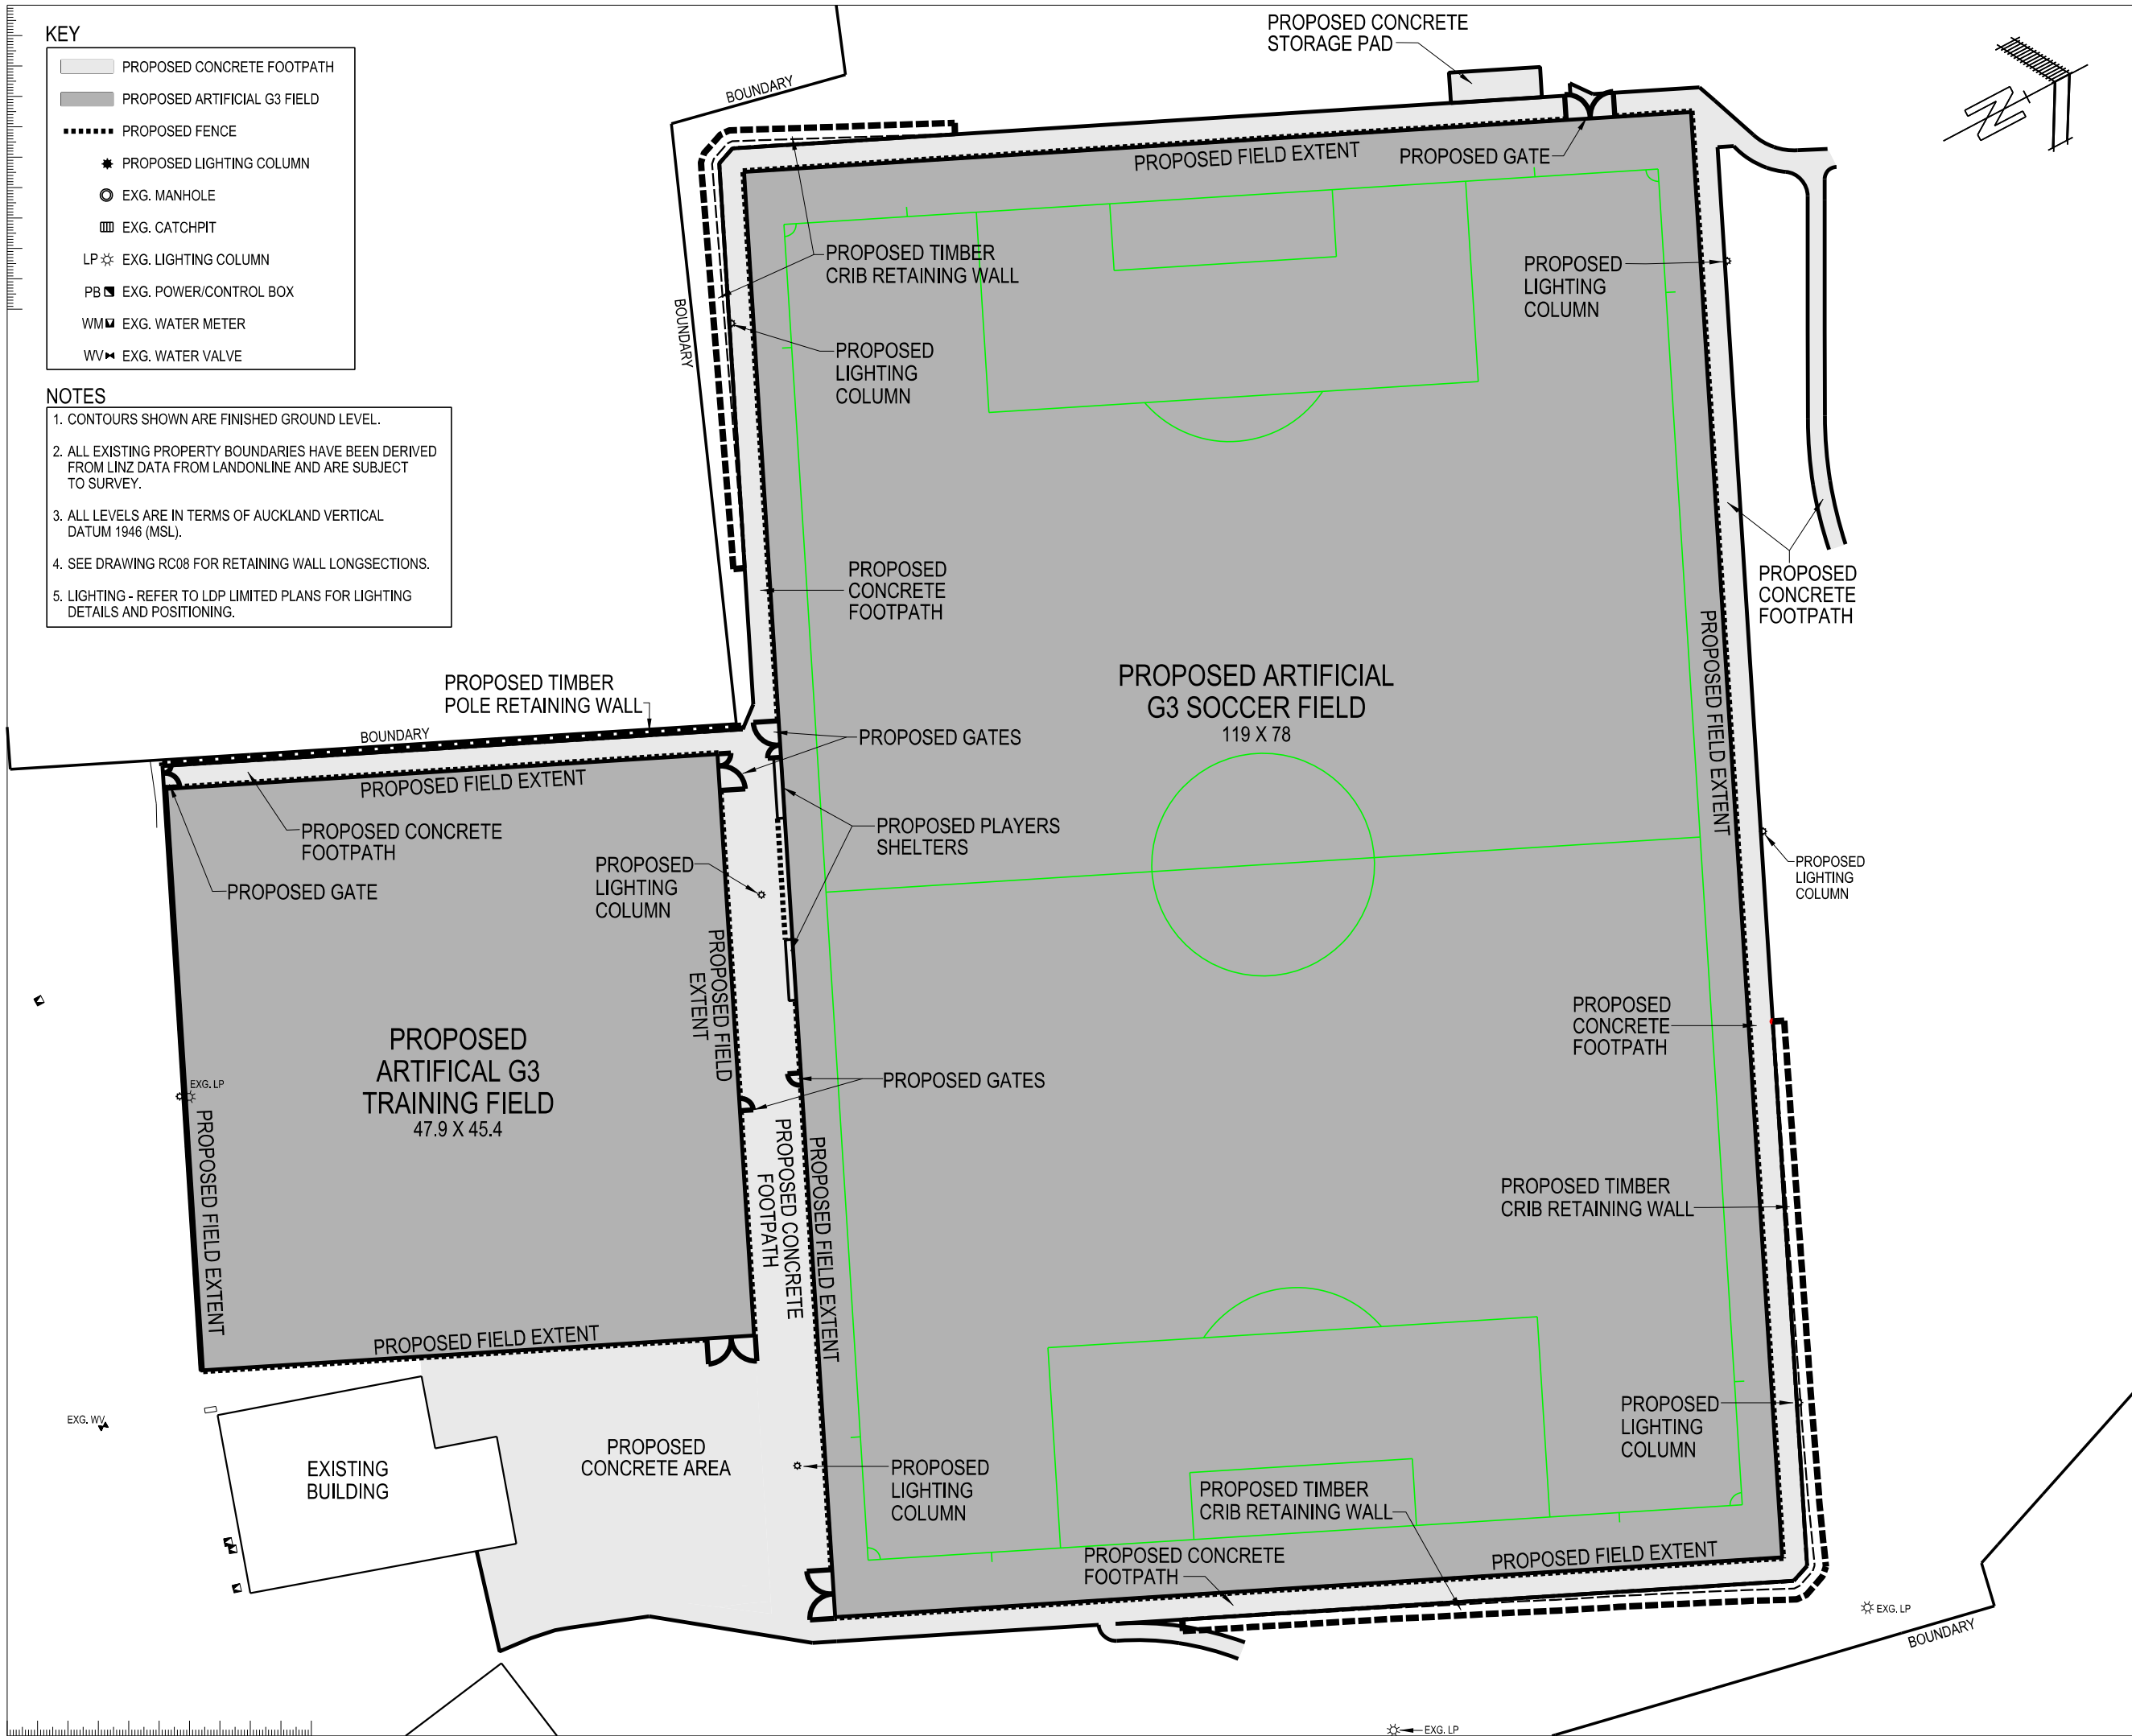 KEY
PROPOSED CONCRETE FOOTPATH
PROPOSED ARTIFICIAL G3 FIELD
PROPOSED FENCE
PROPOSED LIGHTING COLUMN
EXG. MANHOLE
EXG. CATCHPIT
LP EXG. LIGHTING COLUMN
PB EXG. POWER/CONTROL BOX
WM EXG. WATER METER
WV EXG. WATER VALVE
NOTES
1. CONTOURS SHOWN ARE FINISHED GROUND LEVEL.
2. ALL EXISTING PROPERTY BOUNDARIES HAVE BEEN DERIVED
FROM LINZ DATA FROM LANDONLINE AND ARE SUBJECT
TO SURVEY.
3. ALL LEVELS ARE IN TERMS OF AUCKLAND VERTICAL
DATUM 1946 (MSL).
4. SEE DRAWING RC08 FOR RETAINING WALL LONGSECTIONS.
5. LIGHTING - REFER TO LDP LIMITED PLANS FOR LIGHTING
DETAILS AND POSITIONING.
PROPOSED CONCRETE
STORAGE PAD
N
BOUNDARY
PROPOSED FIELD EXTENT
PROPOSED GATE
PROPOSED TIMBER
CRIB RETAINING WALL
PROPOSED
LIGHTING
COLUMN
BOUNDARY
PROPOSED
LIGHTING
COLUMN
PROPOSED
CONCRETE
FOOTPATH
PROPOSED
CONCRETE
FOOTPATH
PROPOSED FIELD EXTENT
PROPOSED TIMBER
POLE RETAINING WALL
PROPOSED ARTIFICIAL
G3 SOCCER FIELD
119 X 78
BOUNDARY
PROPOSED GATES
PROPOSED FIELD EXTENT
PROPOSED CONCRETE
FOOTPATH
PROPOSED PLAYERS
SHELTERS
PROPOSED GATE
PROPOSED
LIGHTING
COLUMN
PROPOSED
LIGHTING
COLUMN
PROPOSED FIELD
EXTENT
PROPOSED
CONCRETE
FOOTPATH
PROPOSED
ARTIFICAL G3
TRAINING FIELD
47.9 X 45.4
EXG. LP
PROPOSED GATES
PROPOSED FIELD EXTENT
PROPOSED CONCRETE
FOOTPATH
PROPOSED FIELD EXTENT
PROPOSED TIMBER
CRIB RETAINING WALL
PROPOSED FIELD EXTENT
EXG. WV
PROPOSED
LIGHTING
COLUMN
EXISTING
BUILDING
PROPOSED
CONCRETE AREA
PROPOSED
LIGHTING
COLUMN
PROPOSED TIMBER
CRIB RETAINING WALL
PROPOSED CONCRETE
FOOTPATH
PROPOSED FIELD EXTENT
EXG. LP
BOUNDARY
EXG. LP